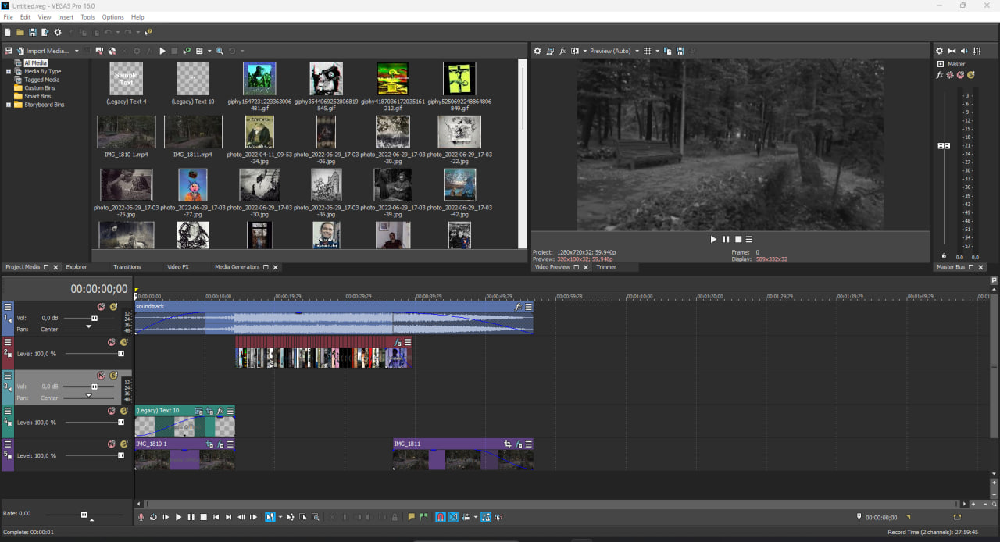 Untitled.veg - VEGAS Pro 16.0
File Edit View Insert Tools Options Help
Import Media...
All Media
Media By Type
Tagged Media
Custom Bins
Smart Bins
Storyboard Bins
Sample
Text
(Legacy) Text 4
(Legacy) Text 10
giphy1647231223363006
481.gif
giphy3544069252806819
845.gif
giphy4187036172035161
212.gif
giphy5250692248864806
849.gif
IMG_1810 1.mp4
IMG_1811.mp4
photo_2022-04-11_09-53
-34.jpg
photo_2022-06-29_17-03
-06.jpg
photo_2022-06-29_17-03
-20.jpg
photo_2022-06-29_17-03
-22.jpg
photo_2022-06-29_17-03
-25.jpg
photo_2022-06-29_17-03
-27.jpg
photo_2022-06-29_17-03
-30.jpg
photo_2022-06-29_17-03
-36.jpg
photo_2022-06-29_17-03
-39.jpg
photo_2022-06-29_17-03
-42.jpg
Project Media
Explorer
Transitions
Video FX
Media Generators
Preview (Auto)
Project: 1280x720x32; 59,940p
Preview: 320x180x32; 59,940p
Frame: 0
Display: 589x332x32
Video Preview
Trimmer
Master
-3-
-6-
-9-
-12-
-15-
-18-
-21-
-24-
-27-
-30-
-33-
-36-
-39-
-42-
-45-
-48-
-51-
-54-
-57-
0.0 0.0
Master Bus
00:00:00;00
00:00:00;00
00:00:10;00
00:00:19;29
00:00:29;29
00:00:39;29
00:00:49;29
00:00:59;28
00:01:10;00
00:01:20;00
00:01:29;29
00:01:39;29
00:01:49;29
1
Vol: 0,0 dB
Pan: Center
12-
24-
36-
48-
soundtrack
2
Level: 100,0 %
3
Vol: 0,0 dB
Pan: Center
12-
24-
36-
48-
4
Level: 100,0 %
(Legacy) Text 10
5
Level: 100,0 %
IMG_1810 1
IMG_1811
Rate: 0,00
00:00:00;00
Complete: 00:00:01
Record Time (2 channels): 27:59:45